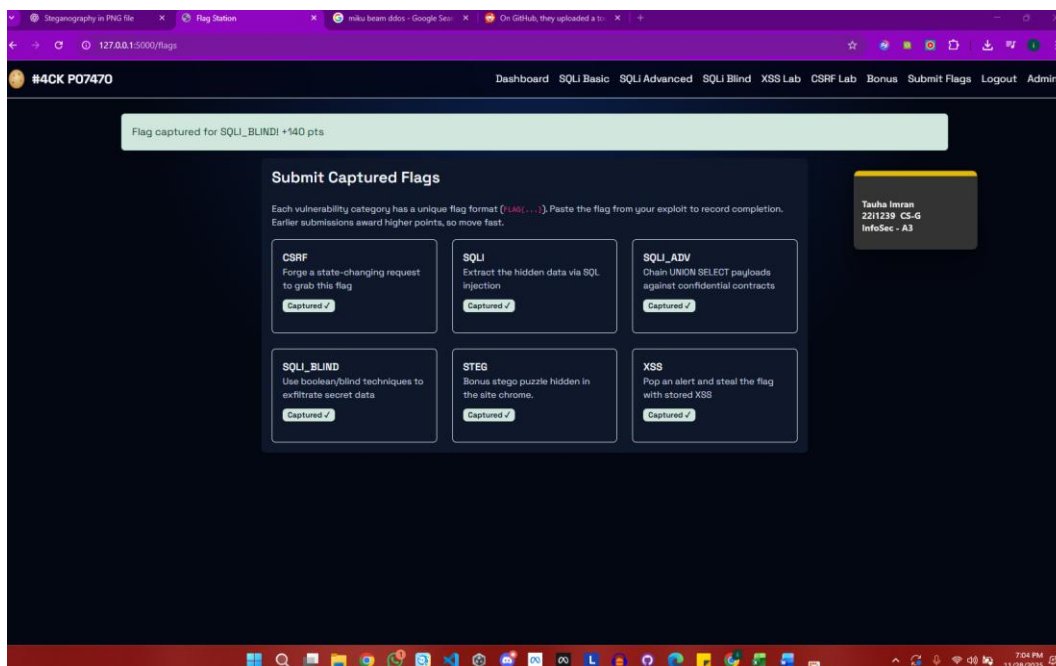 Steganography in PNG file
Flag Station
miku beam ddos - Google Sear
On GitHub, they uploaded a to
127.0.0.1:5000/flags
#4CK P07470
Dashboard SQLi Basic SQLi Advanced SQLi Blind XSS Lab CSRF Lab Bonus Submit Flags Logout Admin
Flag captured for SQLI_BLIND! +140 pts
Submit Captured Flags
Each vulnerability category has a unique flag format (FLAG{...}). Paste the flag from your exploit to record completion.
Earlier submissions award higher points, so move fast.
Tauha Imran
22i1239 CS-G
InfoSec - A3
CSRF
Forge a state-changing request
to grab this flag
Captured ✓
SQLI
Extract the hidden data via SQL
injection
Captured ✓
SQLI_ADV
Chain UNION SELECT payloads
against confidential contracts
Captured ✓
SQLI_BLIND
Use boolean/blind techniques to
exfiltrate secret data
Captured ✓
STEG
Bonus stego puzzle hidden in
the site chrome.
Captured ✓
XSS
Pop an alert and steal the flag
with stored XSS
Captured ✓
7:04 PM